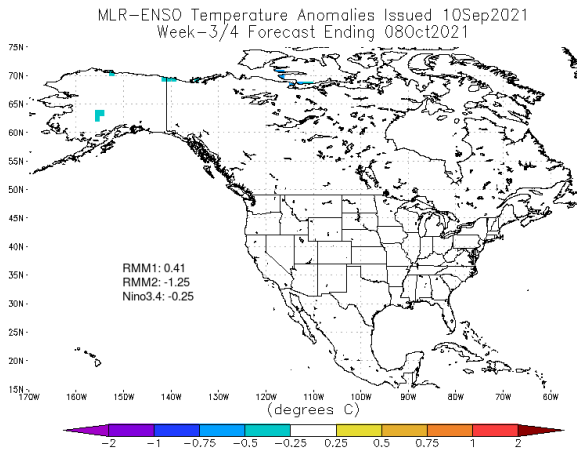 MLR-ENSO Temperature Anomalies Issued 10Sep2021
Week-3/4 Forecast Ending 08Oct2021
75N
70N
65N
60N
55N
50N
45N
40N
35N
30N
25N
20N
15N
RMM1: 0.41
RMM2: -1.25
Nino3.4: -0.25
170W 160W 150W 140W 130W 120W 110W 100W 90W 80W 70W 60W
(degrees C)
-2 -1 -0.75 -0.5 -0.25 0.25 0.5 0.75 1 2